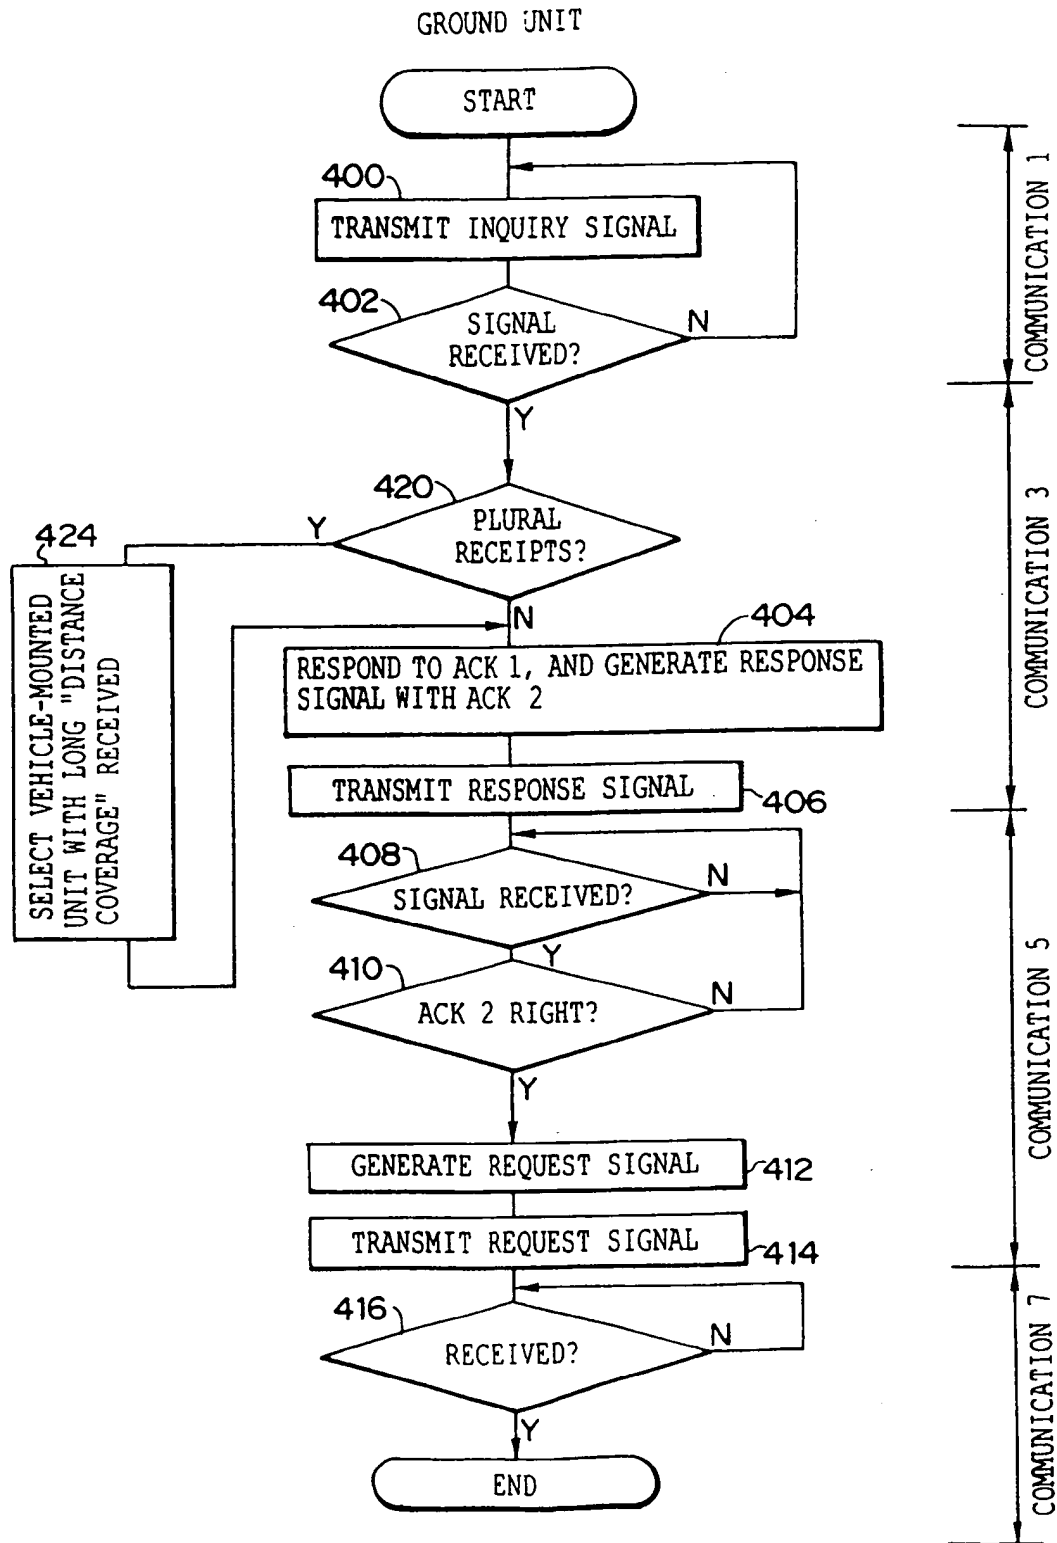 GROUND UNIT
START
400
TRANSMIT INQUIRY SIGNAL
402
SIGNAL
RECEIVED?
N
Y
COMMUNICATION 1
420
PLURAL
RECEIPTS?
Y
N
424
SELECT VEHICLE-MOUNTED
UNIT WITH LONG "DISTANCE
COVERAGE" RECEIVED
404
RESPOND TO ACK 1, AND GENERATE RESPONSE
SIGNAL WITH ACK 2
TRANSMIT RESPONSE SIGNAL
406
COMMUNICATION 3
408
SIGNAL RECEIVED?
N
Y
410
ACK 2 RIGHT?
N
Y
GENERATE REQUEST SIGNAL
412
TRANSMIT REQUEST SIGNAL
414
COMMUNICATION 5
416
RECEIVED?
N
Y
END
COMMUNICATION 7